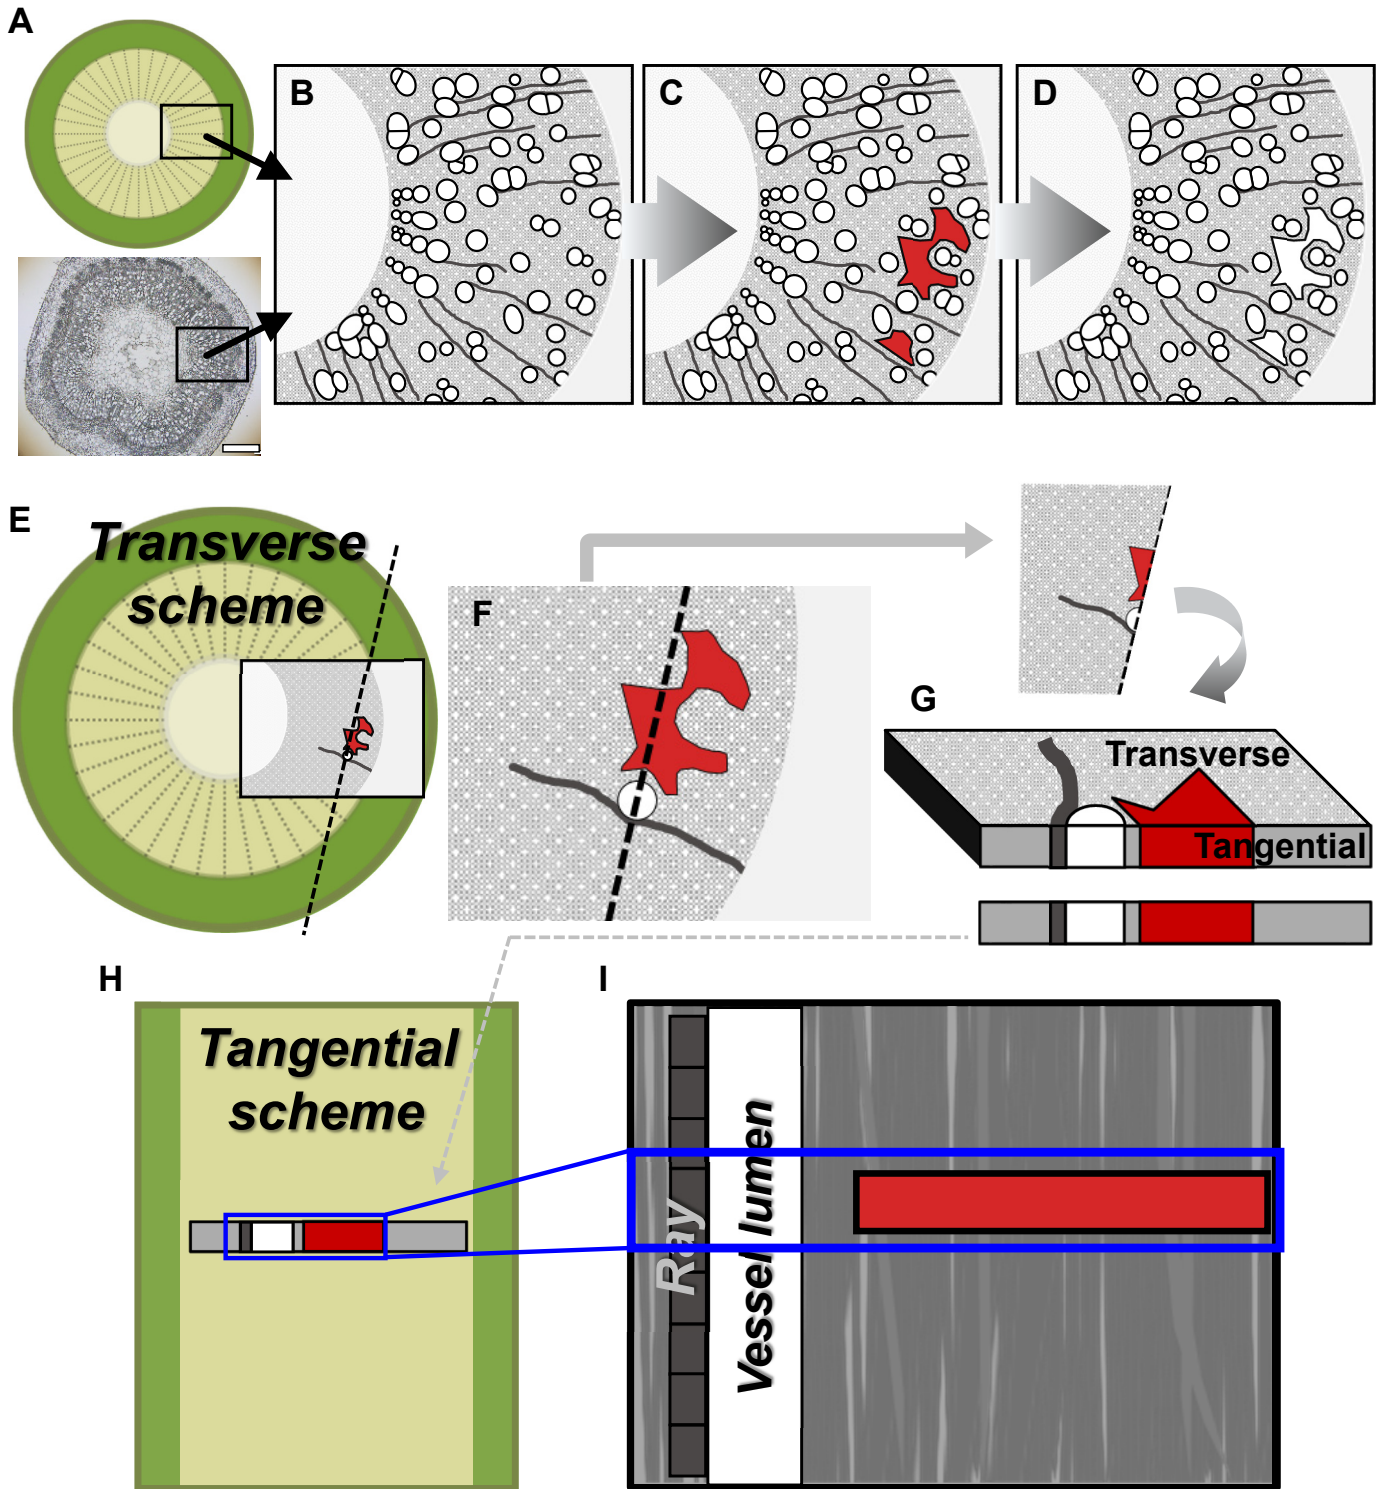 A
B
C
D
E
Transverse
scheme
F
G
Transverse
Tangential
H
Tangential
scheme
I
Ray
Vessel lumen